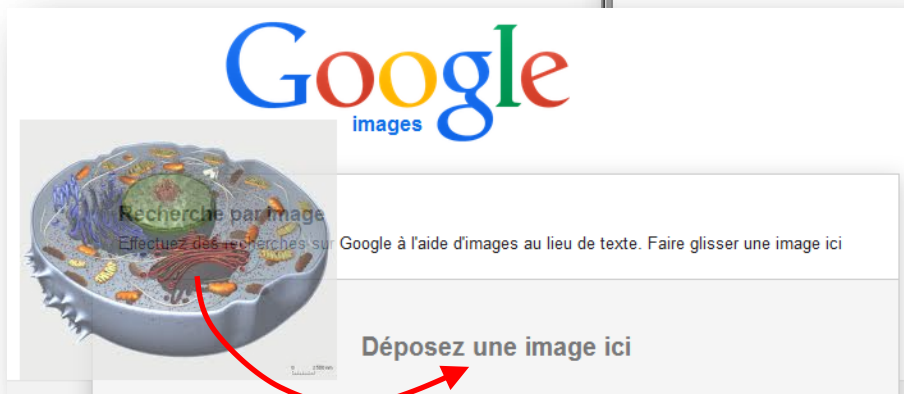 Google
images
Recherche par image
Effectuez des recherches sur Google à l'aide d'images au lieu de texte. Faire glisser une image ici
Déposez une image ici